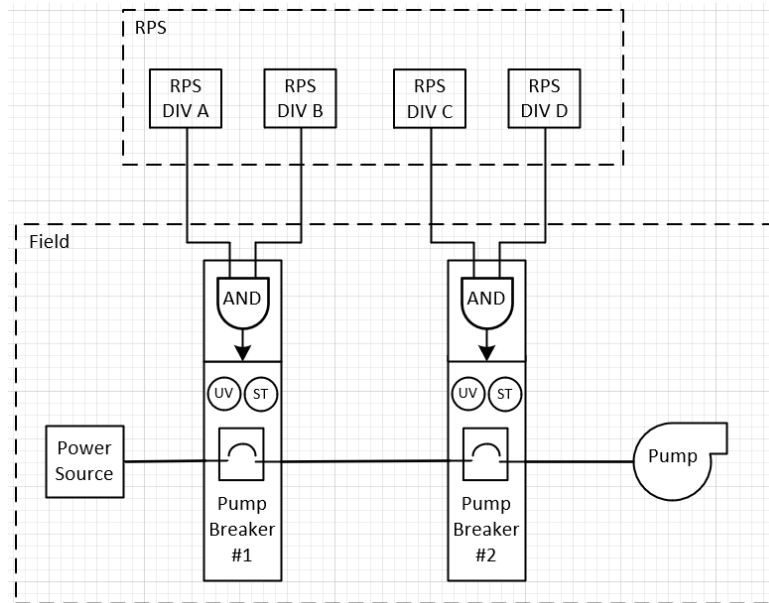 RPS
RPS
DIV A
RPS
DIV B
RPS
DIV C
RPS
DIV D
Field
AND
AND
UV
ST
UV
ST
Power
Source
Pump
Pump
Breaker
#1
Pump
Breaker
#2